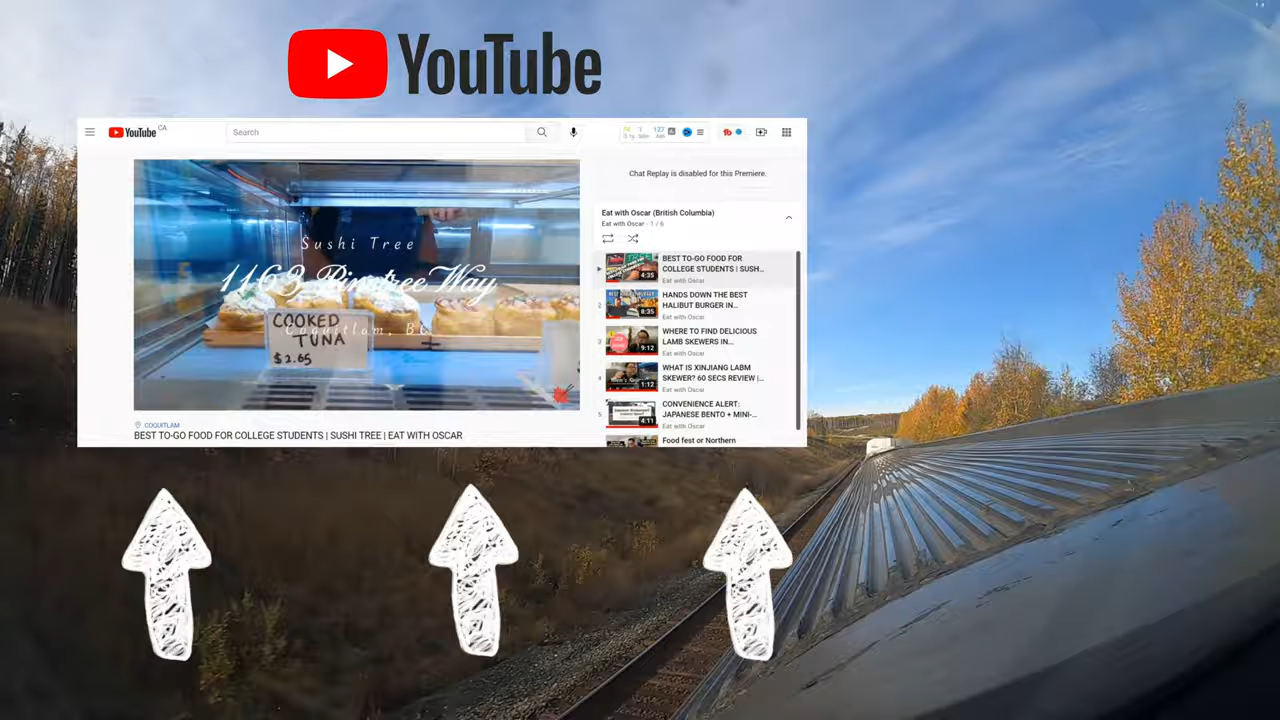 YouTube
YouTube CA
Search
Chat Replay is disabled for this Premiere.
Eat with Oscar (British Columbia)
Eat with Oscar - 1 / 6
BEST TO-GO FOOD FOR
COLLEGE STUDENTS | SUSH...
Eat with Oscar
4:35
2
HANDS DOWN THE BEST
HALIBUT BURGER IN...
Eat with Oscar
8:35
3
WHERE TO FIND DELICIOUS
LAMB SKEWERS IN...
Eat with Oscar
9:12
4
WHAT IS XINJIANG LABM
SKEWER? 60 SECS REVIEW |...
Eat with Oscar
1:12
5
CONVENIENCE ALERT:
JAPANESE BENTO + MINI-...
Eat with Oscar
4:11
Food fest or Northern
Sushi Tree
1163 Pinetree Way
Coquitlam, BC
COOKED
TUNA
$2.65
COQUITLAM
BEST TO-GO FOOD FOR COLLEGE STUDENTS | SUSHI TREE | EAT WITH OSCAR